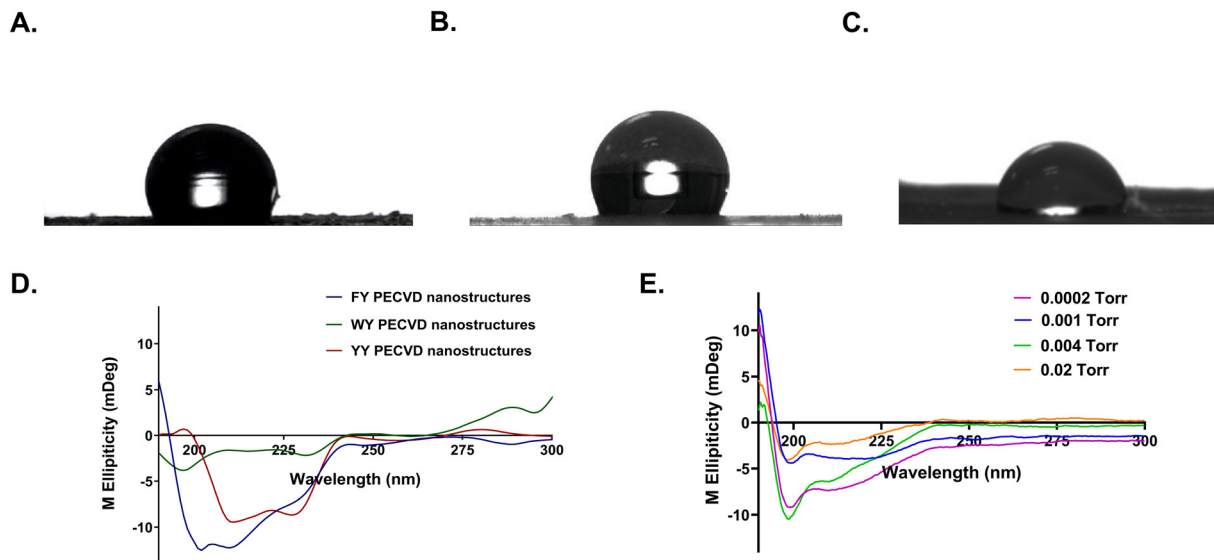 A.
B.
C.
D.
FY PECVD nanostructures
WY PECVD nanostructures
YY PECVD nanostructures
M Ellipiticity (mDeg)
10
5
0
-5
-10
200
225
250
275
300
Wavelength (nm)
E.
0.0002 Torr
0.001 Torr
0.004 Torr
0.02 Torr
M Ellipiticity (mDeg)
10
5
0
-5
-10
200
225
250
275
300
Wavelength (nm)